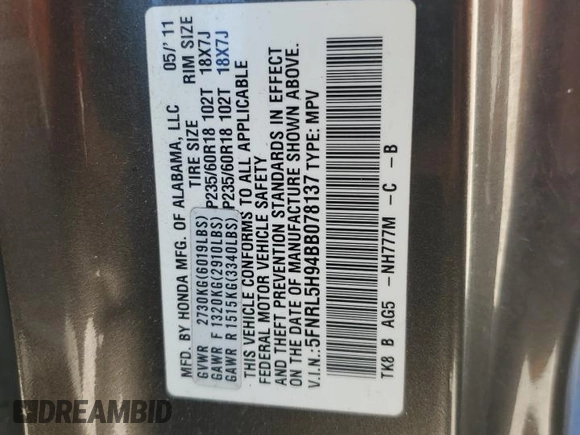 MFD. BY HONDA MFG. OF ALABAMA, LLC 05/'11
TIRE SIZE RIM SIZE
GVWR 2730KG(6019LBS)
GAWR F 1320KG(2910LBS) P235/60R18 102T 18X7J
GAWR R 1515KG(3340LBS) P235/60R18 102T 18X7J
THIS VEHICLE CONFORMS TO ALL APPLICABLE
FEDERAL MOTOR VEHICLE SAFETY
AND THEFT PREVENTION STANDARDS IN EFFECT
ON THE DATE OF MANUFACTURE SHOWN ABOVE.
V.I.N.: 5FNRL5H94BB078137 TYPE: MPV
TK8 B AG5 -NH777M -C -B
DREAMBID